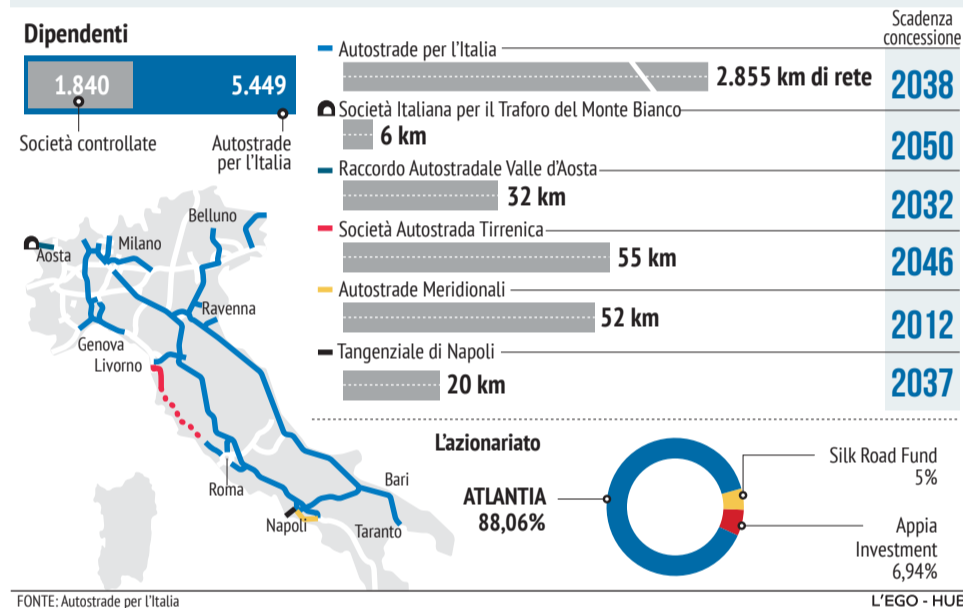 Scadenza
concessione
Dipendenti
1.840
5.449
Società controllate
Autostrade
per l'Italia
Autostrade per l'Italia
2.855 km di rete
2038
Società Italiana per il Traforo del Monte Bianco
6 km
2050
Raccordo Autostradale Valle d'Aosta
32 km
2032
Società Autostrada Tirrenica
55 km
2046
Autostrade Meridionali
52 km
2012
Tangenziale di Napoli
20 km
2037
Belluno
Milano
Aosta
Ravenna
Genova
Livorno
Roma
Bari
Napoli
Taranto
L'azionariato
ATLANTIA
88,06%
Silk Road Fund
5%
Appia
Investment
6,94%
FONTE: Autostrade per l'Italia
L'EGO - HUB